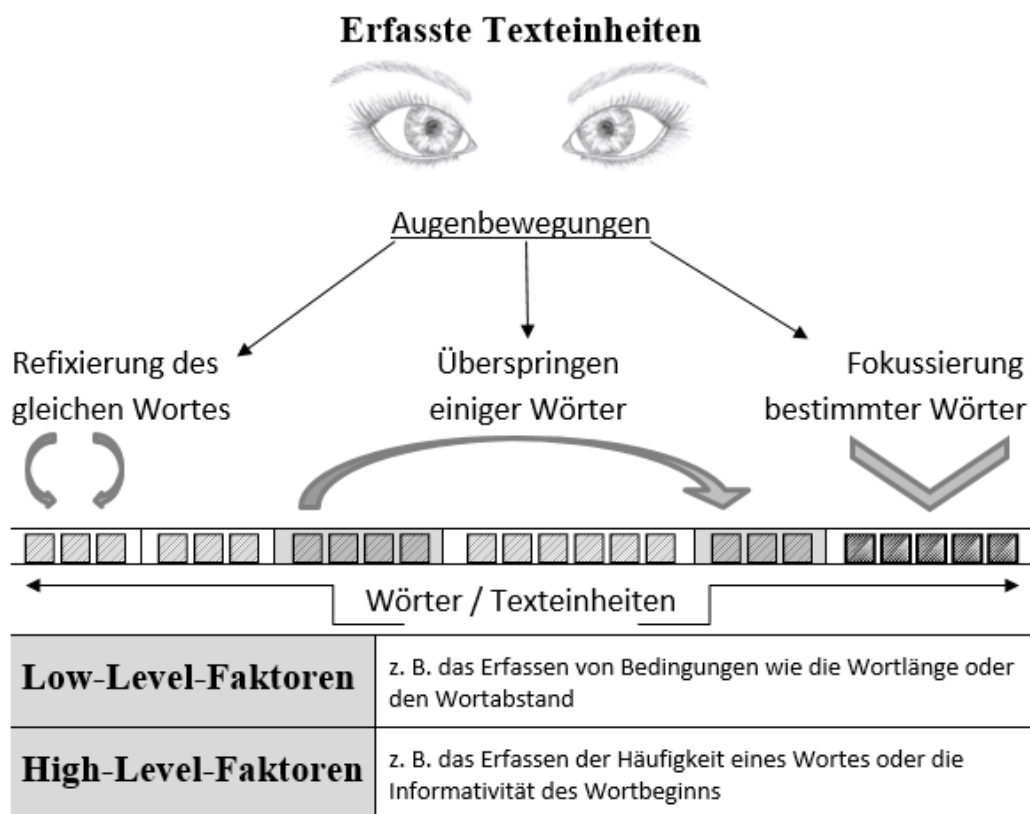 Erfasste Texteinheiten
Augenbewegungen
Refixierung des
gleichen Wortes
Überspringen
einiger Wörter
Fokussierung
bestimmter Wörter
Wörter / Texteinheiten
Low-Level-Faktoren
z. B. das Erfassen von Bedingungen wie die Wortlänge oder
den Wortabstand
High-Level-Faktoren
z. B. das Erfassen der Häufigkeit eines Wortes oder die
Informativität des Wortbeginns